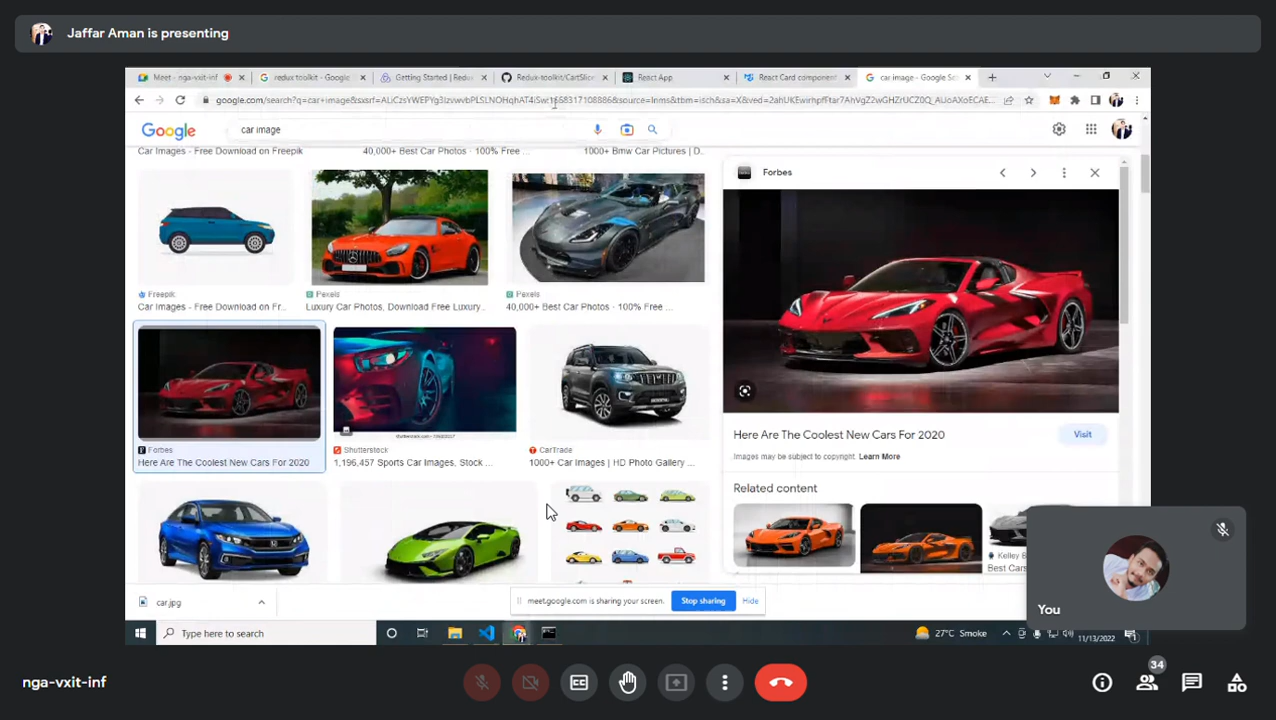 Jaffar Aman is presenting
Meet - nga-vxit-inf
redux toolkit - Google
Getting Started | Redu
Redux-toolkit/CartSlice
React App
React Card component
car image - Google Sea
Google
car image
Car Images - Free Download on Freepik
40,000+ Best Car Photos · 100% Free ...
1000+ Bmw Car Pictures | D..
Freepik
Car Images - Free Download on Fr...
Pexels
Luxury Car Photos, Download Free Luxury...
Pexels
40,000+ Best Car Photos · 100% Free ...
Forbes
Here Are The Coolest New Cars For 2020
Shutterstock
1,196,457 Sports Car Images, Stock ...
CarTrade
1000+ Car Images | HD Photo Gallery ...
Forbes
Here Are The Coolest New Cars For 2020
Visit
Images may be subject to copyright. Learn More
Related content
Kelley B
Best Cars
car.jpg
meet.google.com is sharing your screen.
Stop sharing
Hide
You
Type here to search
27°C Smoke
11/13/2022
1
nga-vxit-inf
CC
34